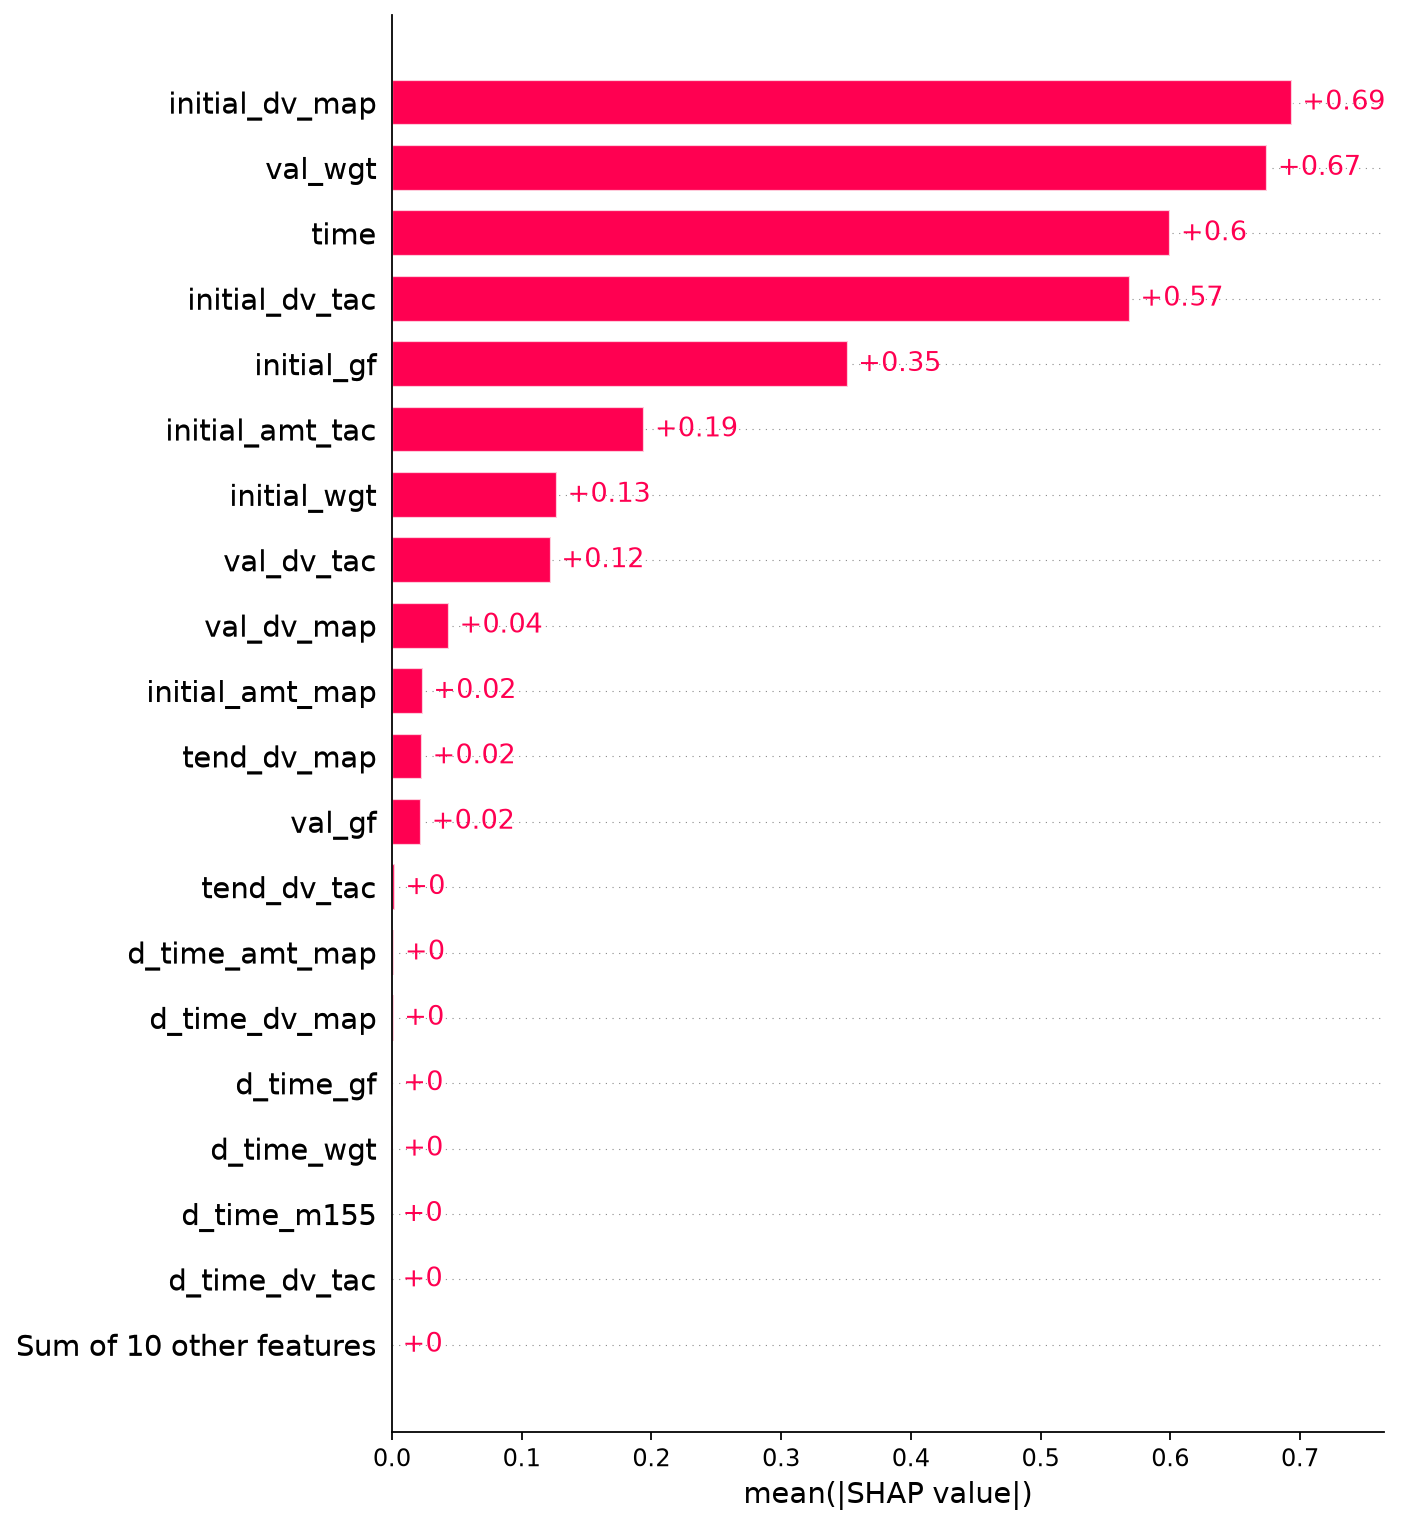 initial_dv_map +0.69
val_wgt +0.67
time +0.6
initial_dv_tac +0.57
initial_gf +0.35
initial_amt_tac +0.19
initial_wgt +0.13
val_dv_tac +0.12
val_dv_map +0.04
initial_amt_map +0.02
tend_dv_map +0.02
val_gf +0.02
tend_dv_tac +0
d_time_amt_map +0
d_time_dv_map +0
d_time_gf +0
d_time_wgt +0
d_time_m155 +0
d_time_dv_tac +0
Sum of 10 other features +0
0.0 0.1 0.2 0.3 0.4 0.5 0.6 0.7
mean(|SHAP value|)